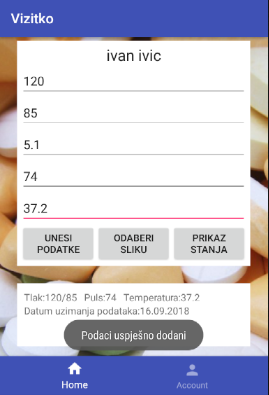 Vizitko
ivan ivic
120
85
5.1
74
37.2
UNESI PODATKE
ODABERI SLIKU
PRIKAZ STANJA
Tlak:120/85 Puls:74 Temperatura:37.2
Datum uzimanja podataka:16.09.2018
Podaci uspješno dodani
Home
Account